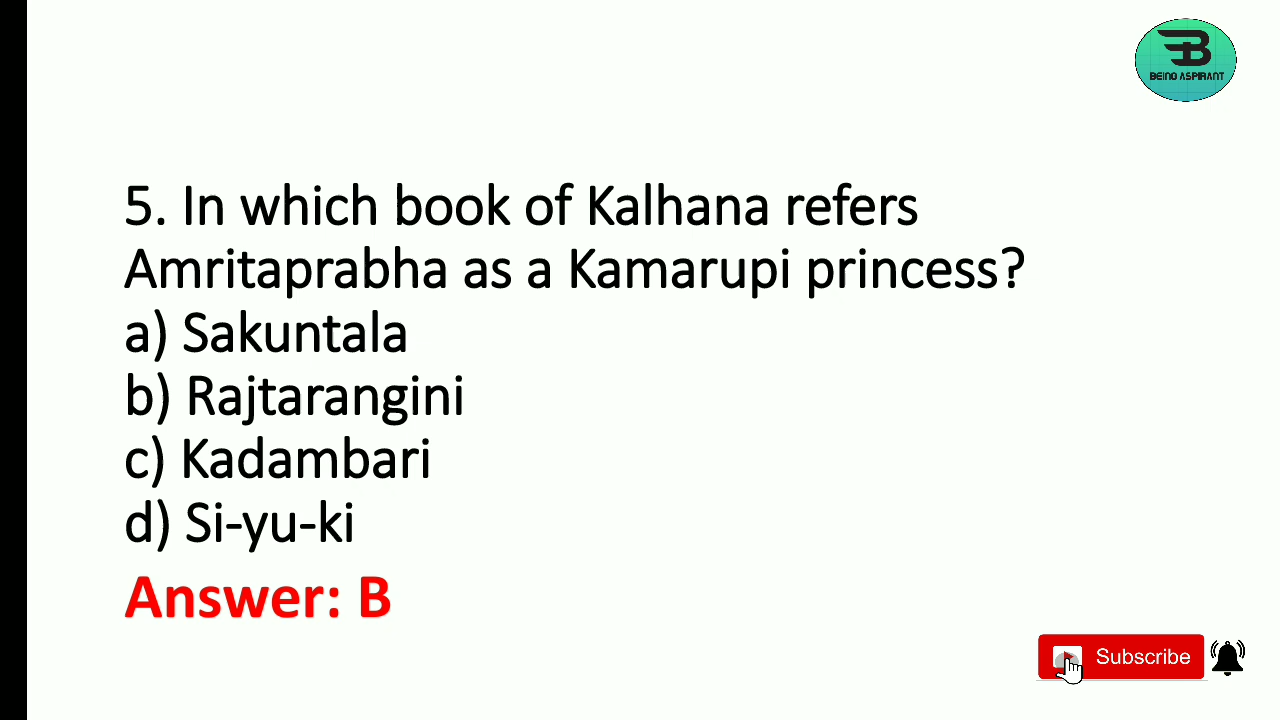 BEING ASPIRANT
5. In which book of Kalhana refers
Amritaprabha as a Kamarupi princess?
a) Sakuntala
b) Rajtarangini
c) Kadambari
d) Si-yu-ki
Answer: B
Subscribe